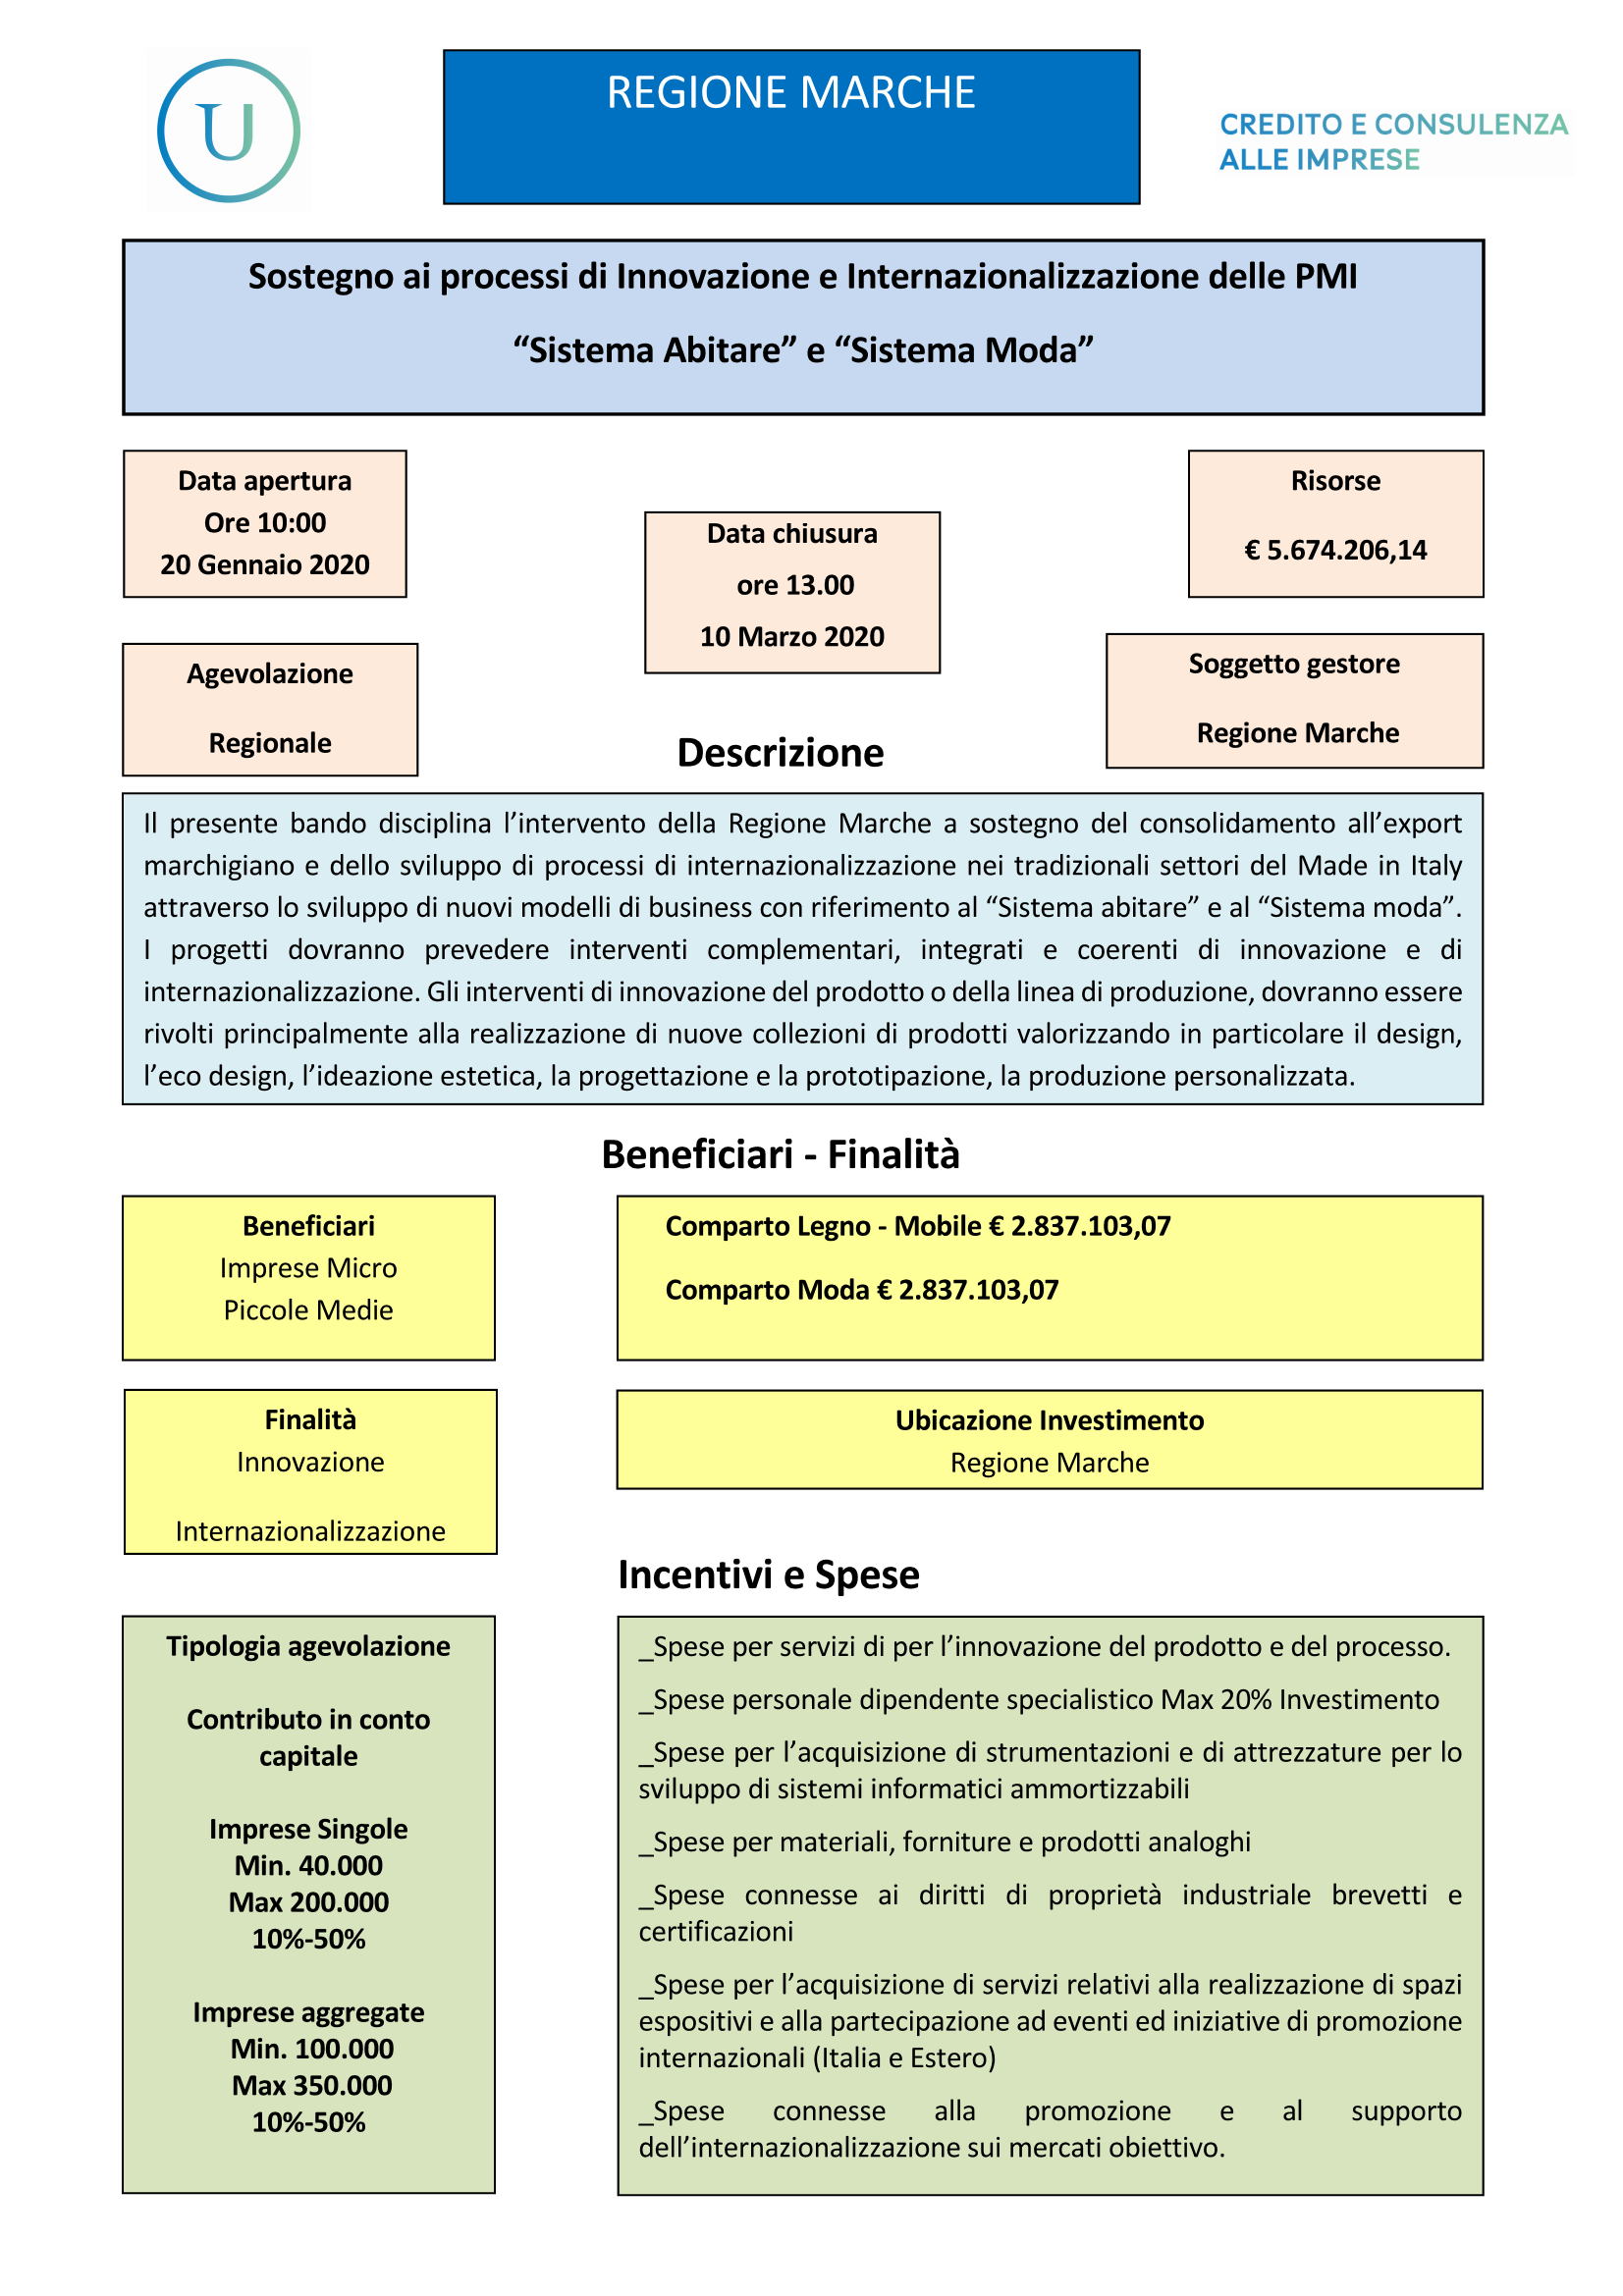 U
REGIONE MARCHE
CREDITO E CONSULENZA
ALLE IMPRESE
Sostegno ai processi di Innovazione e Internazionalizzazione delle PMI
“Sistema Abitare” e “Sistema Moda”
Data apertura
Ore 10:00
20 Gennaio 2020
Data chiusura
ore 13.00
10 Marzo 2020
Risorse
€ 5.674.206,14
Agevolazione
Regionale
Soggetto gestore
Regione Marche
Descrizione
Il presente bando disciplina l’intervento della Regione Marche a sostegno del consolidamento all’export
marchigiano e dello sviluppo di processi di internazionalizzazione nei tradizionali settori del Made in Italy
attraverso lo sviluppo di nuovi modelli di business con riferimento al “Sistema abitare” e al “Sistema moda”.
I progetti dovranno prevedere interventi complementari, integrati e coerenti di innovazione e di
internazionalizzazione. Gli interventi di innovazione del prodotto o della linea di produzione, dovranno essere
rivolti principalmente alla realizzazione di nuove collezioni di prodotti valorizzando in particolare il design,
l’eco design, l’ideazione estetica, la progettazione e la prototipazione, la produzione personalizzata.
Beneficiari - Finalità
Beneficiari
Imprese Micro
Piccole Medie
Comparto Legno - Mobile € 2.837.103,07
Comparto Moda € 2.837.103,07
Finalità
Innovazione
Internazionalizzazione
Ubicazione Investimento
Regione Marche
Incentivi e Spese
Tipologia agevolazione
Contributo in conto
capitale
Imprese Singole
Min. 40.000
Max 200.000
10%-50%
Imprese aggregate
Min. 100.000
Max 350.000
10%-50%
_Spese per servizi di per l’innovazione del prodotto e del processo.
_Spese personale dipendente specialistico Max 20% Investimento
_Spese per l’acquisizione di strumentazioni e di attrezzature per lo
sviluppo di sistemi informatici ammortizzabili
_Spese per materiali, forniture e prodotti analoghi
_Spese connesse ai diritti di proprietà industriale brevetti e
certificazioni
_Spese per l’acquisizione di servizi relativi alla realizzazione di spazi
espositivi e alla partecipazione ad eventi ed iniziative di promozione
internazionali (Italia e Estero)
_Spese connesse alla promozione e al supporto
dell’internazionalizzazione sui mercati obiettivo.